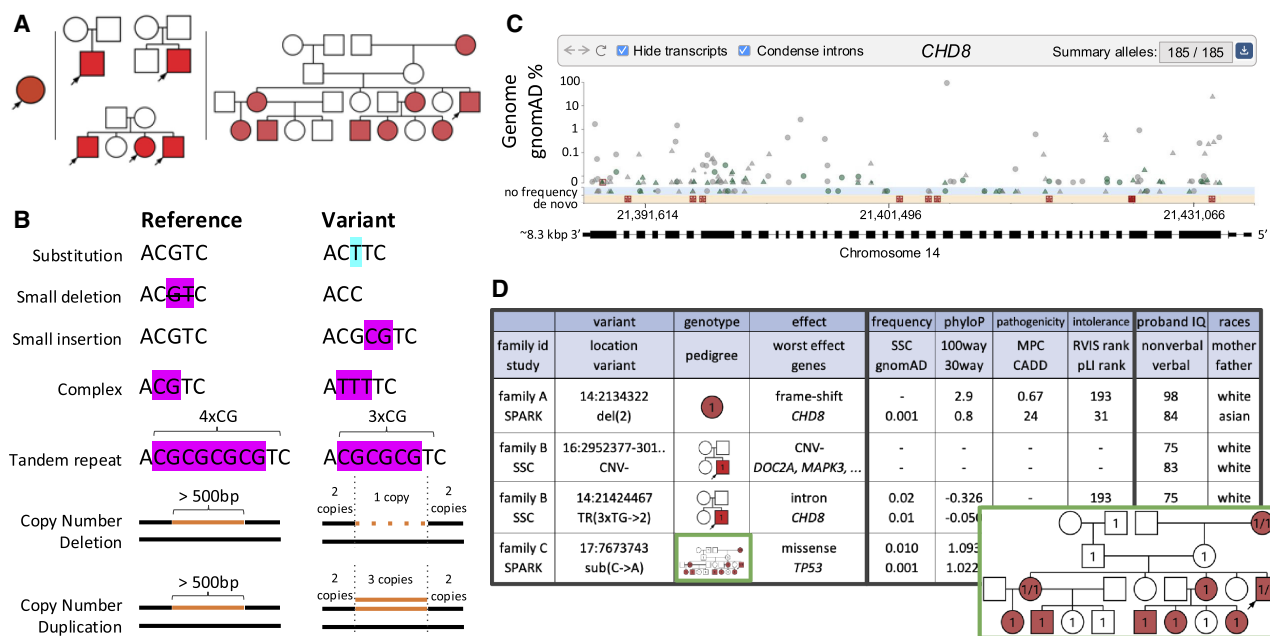 A
B
Reference Variant
Substitution ACGTC ACTTC
Small deletion ACGTC ACC
Small insertion ACGTC ACGCGTC
Complex ACGTC ATTTTC
4xCG 3xCG
Tandem repeat ACGCGCGCGTC ACGCGCGTC
> 500bp 2 copies 1 copy 2 copies
Copy Number
Deletion
>500bp 2 copies 3 copies 2 copies
Copy Number
Duplication
C
Hide transcripts Condense introns CHD8 Summary alleles: 185 / 185
Genome
gnomAD %
100
10
1
0.1
0
no frequency
de novo
21,391,614 21,401,496 21,431,066
~8.3 kbp 3′ 5′
Chromosome 14
D
variant genotype effect frequency phyloP pathogenicity intolerance proband IQ races
family id location pedigree worst effect SSC 100way MPC RVIS rank nonverbal mother
study variant genes gnomAD 30way CADD pLI rank verbal father
family A 14:2134322 1 frame-shift - 2.9 0.67 193 98 white
SPARK del(2) CHD8 0.001 0.8 24 31 84 asian
family B 16:2952377-301.. 1 CNV- - - - - 75 white
SSC CNV- DOC2A, MAPK3, ... - - - - 83 white
family B 14:21424467 1 intron 0.02 -0.326 - 193 75 white
SSC TR(3xTG->2) CHD8 0.01
family C 17:7673743 missense 0.010 1.093
SPARK sub(C->A) TP53 0.001 1.022
1 1/1
1 1
1/1 1 1/
1 1 1 1 1 1 1 1